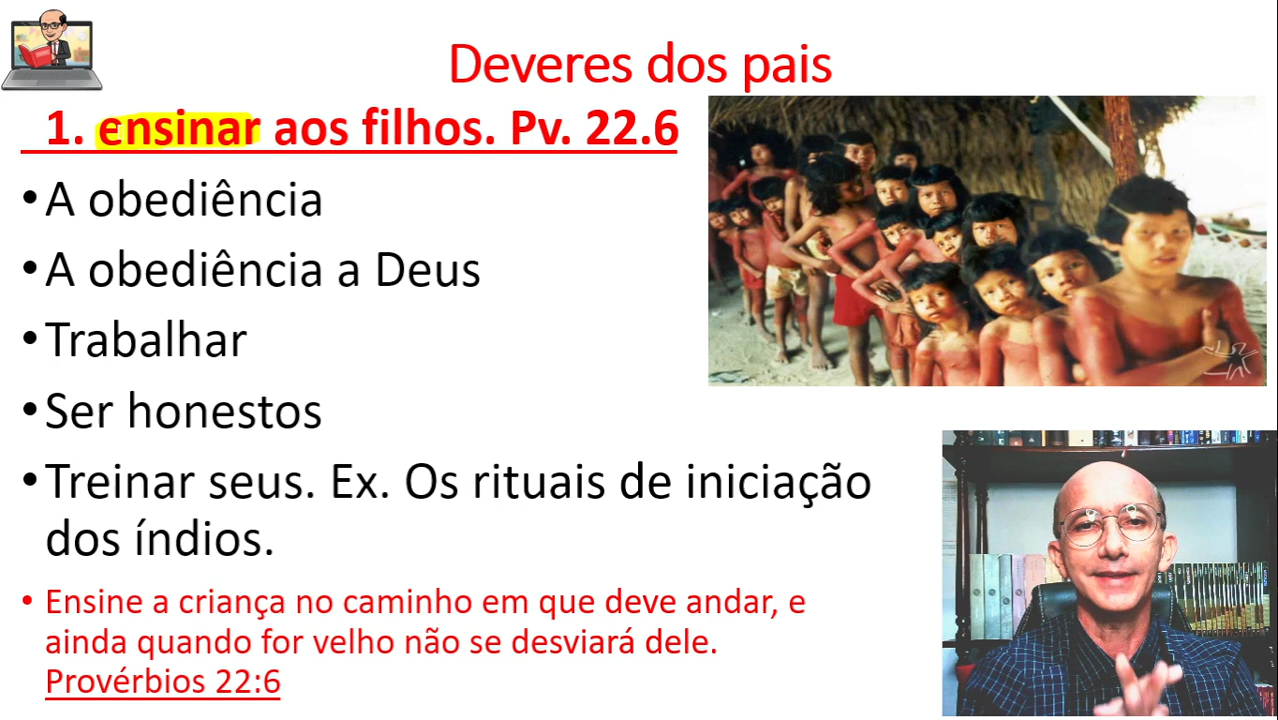 Deveres dos pais
1. ensinar aos filhos. Pv. 22.6
• A obediência
• A obediência a Deus
• Trabalhar
• Ser honestos
• Treinar seus. Ex. Os rituais de iniciação
dos índios.
• Ensine a criança no caminho em que deve andar, e
ainda quando for velho não se desviará dele.
Provérbios 22:6